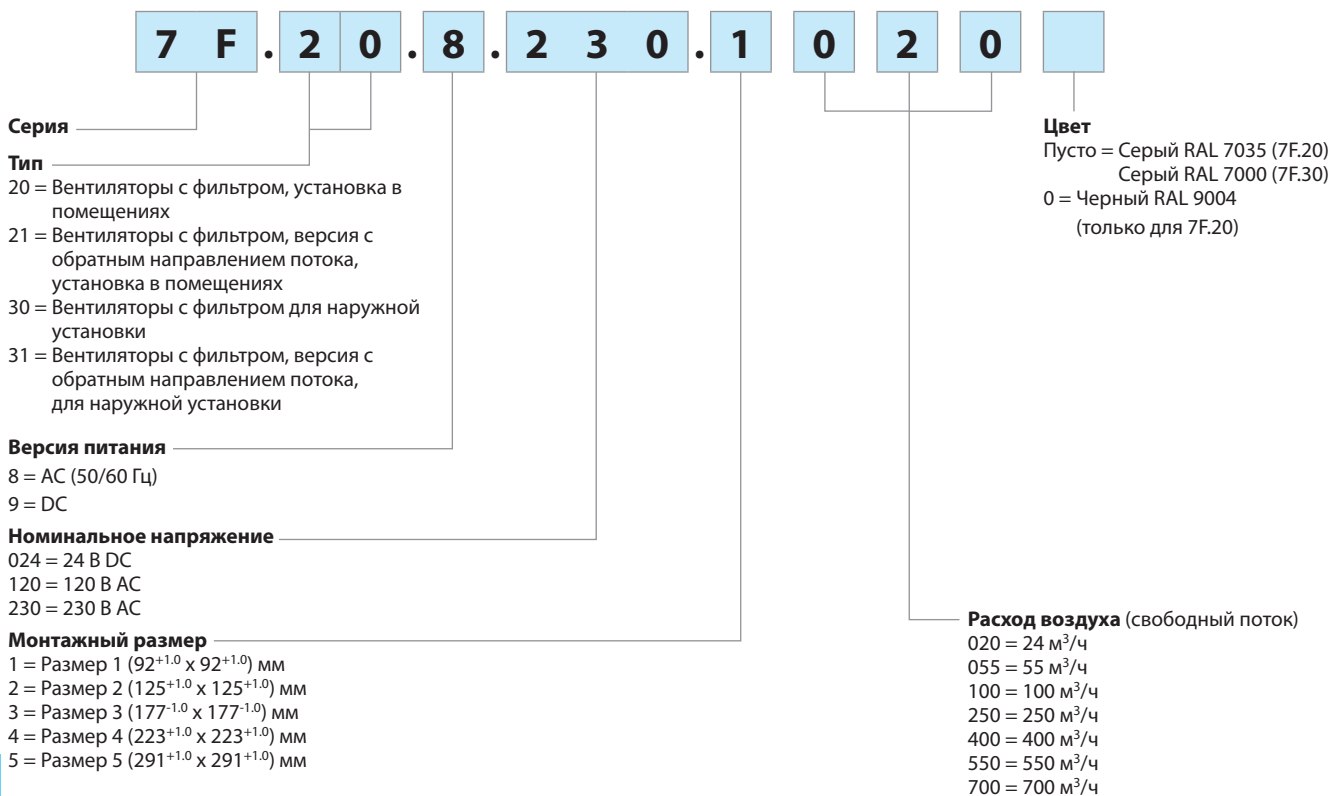 7 F . 2 0 . 8 . 2 3 0 . 1 0 2 0
Серия
Тип
20 = Вентиляторы с фильтром, установка в
помещениях
21 = Вентиляторы с фильтром, версия с
обратным направлением потока,
установка в помещениях
30 = Вентиляторы с фильтром для наружной
установки
31 = Вентиляторы с фильтром, версия с
обратным направлением потока,
для наружной установки
Версия питания
8 = AC (50/60 Гц)
9 = DC
Номинальное напряжение
024 = 24 В DC
120 = 120 В AC
230 = 230 В AC
Монтажный размер
1 = Размер 1 (92⁺¹·⁰ x 92⁺¹·⁰) мм
2 = Размер 2 (125⁺¹·⁰ x 125⁺¹·⁰) мм
3 = Размер 3 (177⁻¹·⁰ x 177⁻¹·⁰) мм
4 = Размер 4 (223⁺¹·⁰ x 223⁺¹·⁰) мм
5 = Размер 5 (291⁺¹·⁰ x 291⁺¹·⁰) мм
Цвет
Пусто = Серый RAL 7035 (7F.20)
Серый RAL 7000 (7F.30)
0 = Черный RAL 9004
(только для 7F.20)
Расход воздуха (свободный поток)
020 = 24 м³/ч
055 = 55 м³/ч
100 = 100 м³/ч
250 = 250 м³/ч
400 = 400 м³/ч
550 = 550 м³/ч
700 = 700 м³/ч